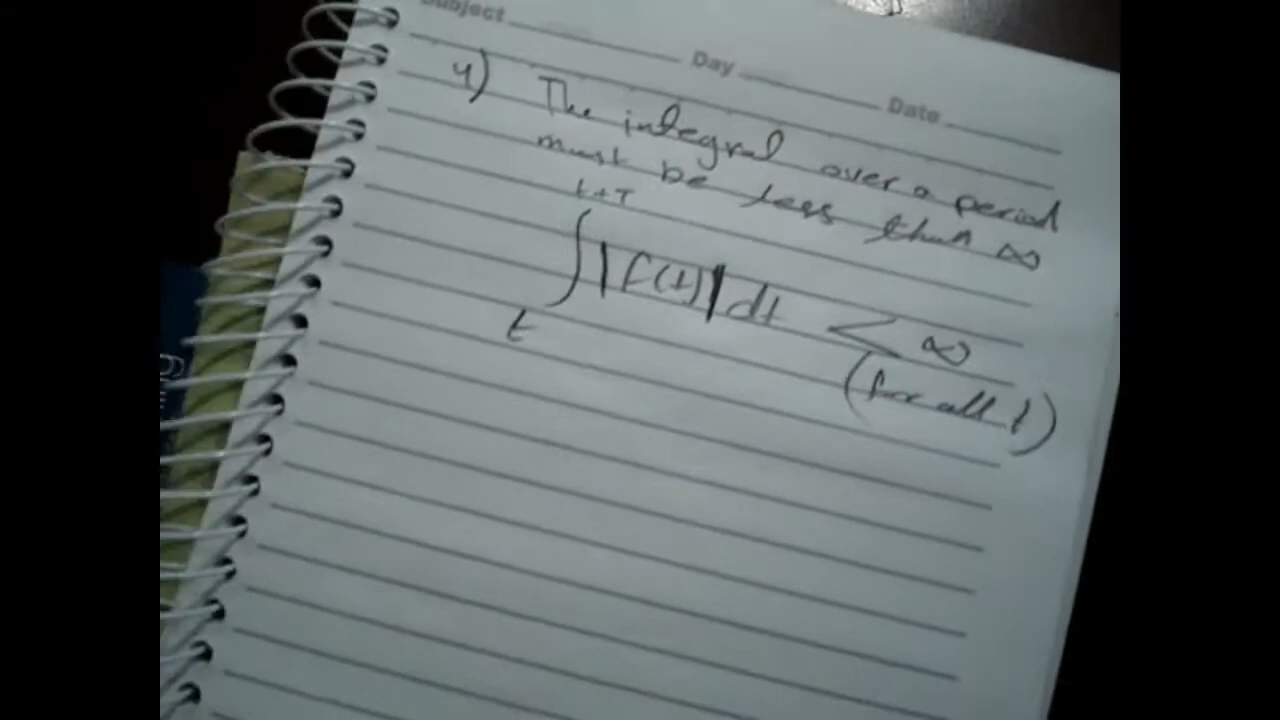 Subject Day Date
4) The integral over a period
must be less than ∞
t+T
∫ |f(t)| dt < ∞
t
(for all t)